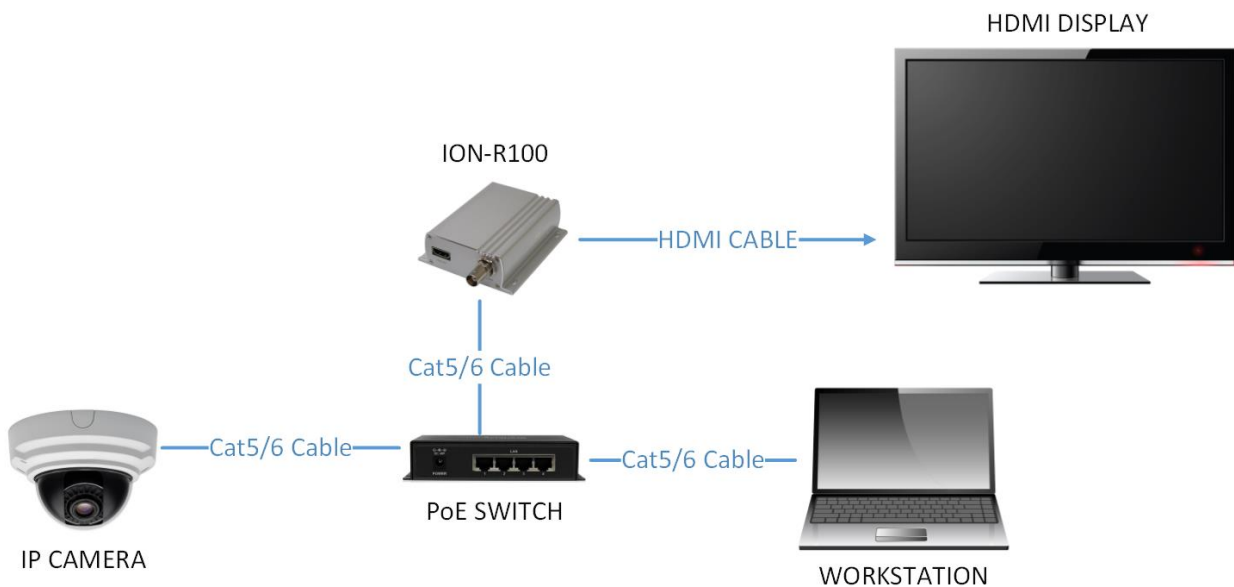 HDMI DISPLAY
ION-R100
HDMI CABLE
Cat5/6 Cable
Cat5/6 Cable
Cat5/6 Cable
PoE SWITCH
IP CAMERA
WORKSTATION